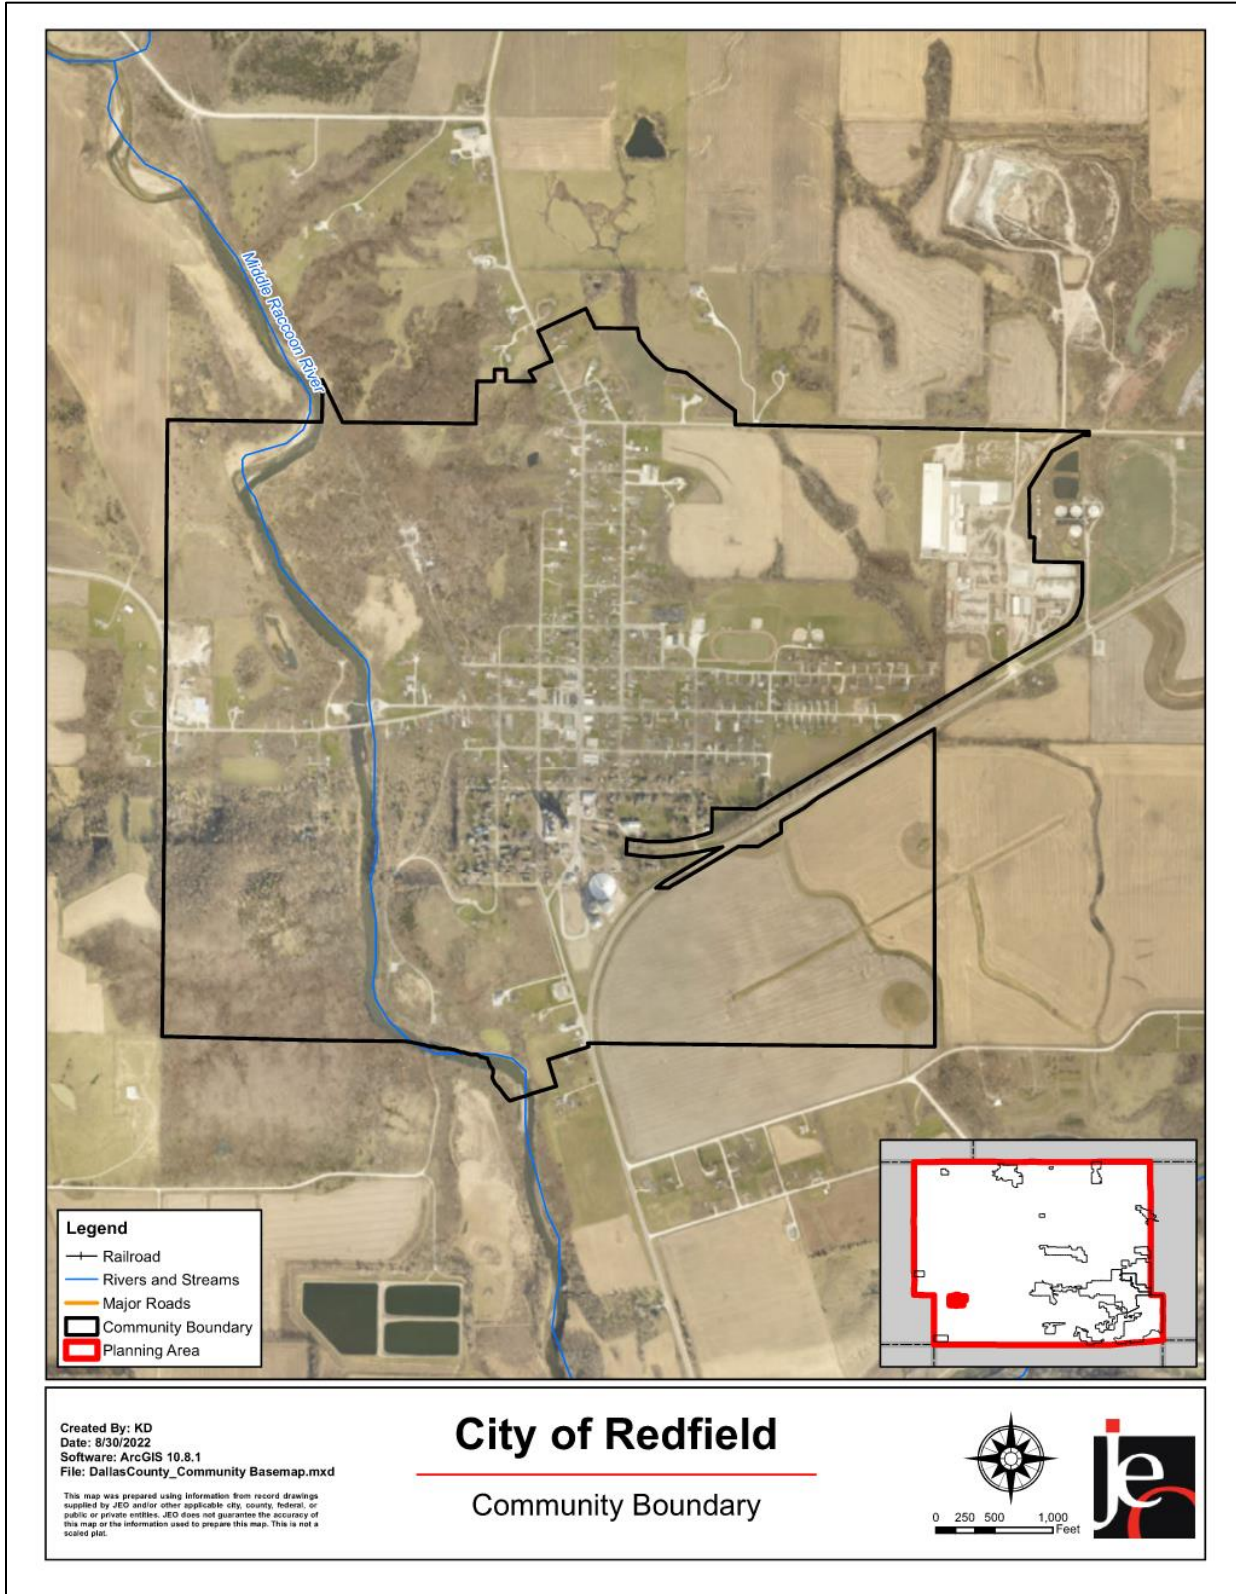 Middle Raccoon River
Legend
Railroad
Rivers and Streams
Major Roads
Community Boundary
Planning Area
Created By: KD
Date: 8/30/2022
Software: ArcGIS 10.8.1
File: DallasCounty_Community Basemap.mxd
This map was prepared using information from record drawings
supplied by JEO and/or other applicable city, county, federal, or
public or private entities. JEO does not guarantee the accuracy of
this map or the information used to prepare this map. This is not a
scaled plat.
City of Redfield
Community Boundary
0 250 500 1,000
Feet
jeo